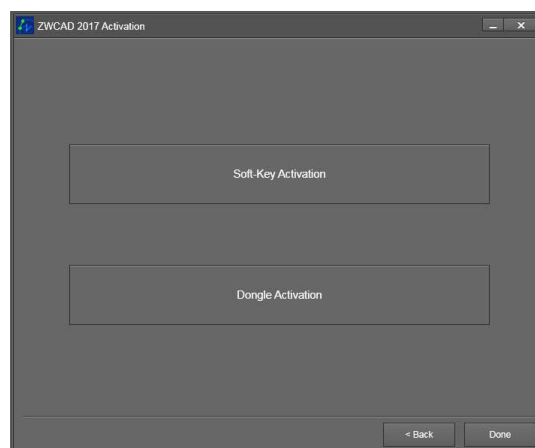 ZWCAD 2017 Activation
Soft-Key Activation
Dongle Activation
< Back
Done